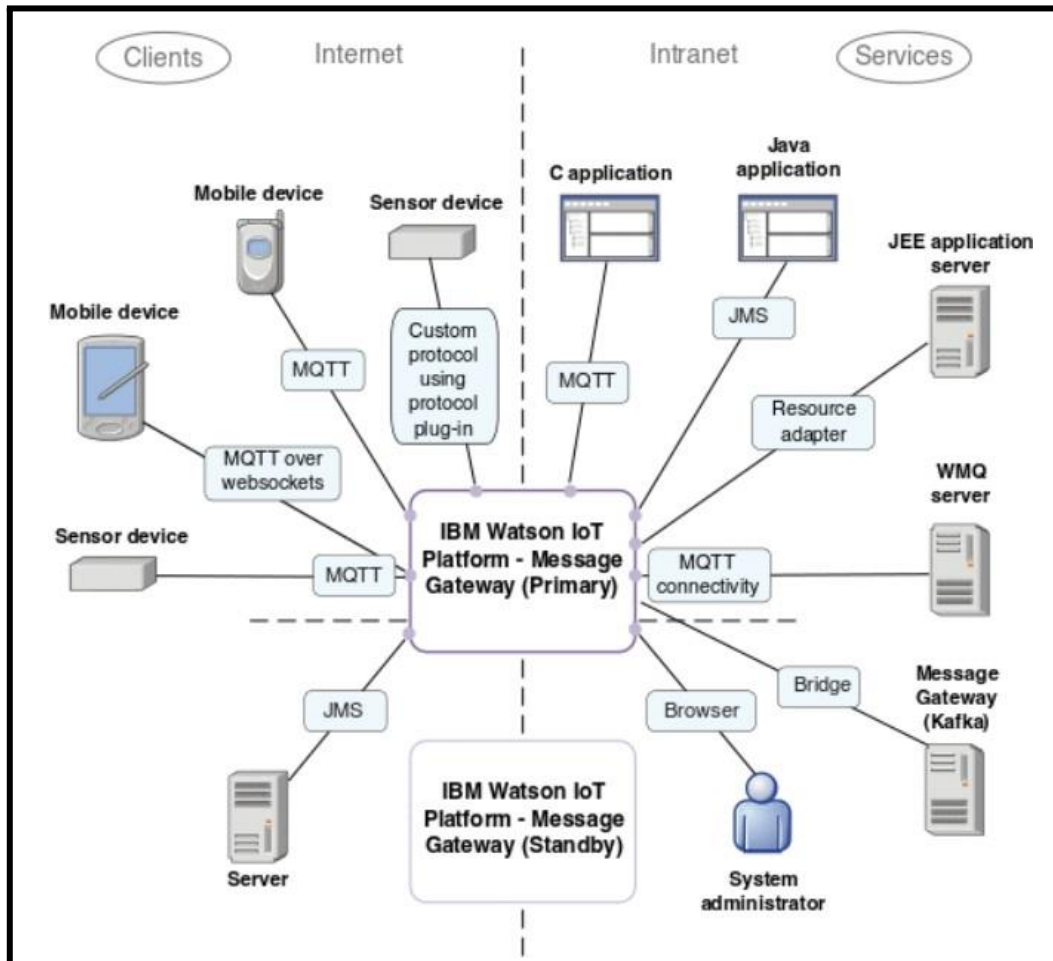 Clients
Internet
Intranet
Services
Mobile device
Sensor device
C application
Java
application
JEE application
server
Mobile device
Custom
protocol
using
protocol
plug-in
MQTT
MQTT
JMS
Resource
adapter
MQTT over
websockets
WMQ
server
Sensor device
MQTT
IBM Watson IoT
Platform - Message
Gateway (Primary)
MQTT
connectivity
JMS
Browser
Bridge
Message
Gateway
(Kafka)
IBM Watson IoT
Platform - Message
Gateway (Standby)
Server
System
administrator